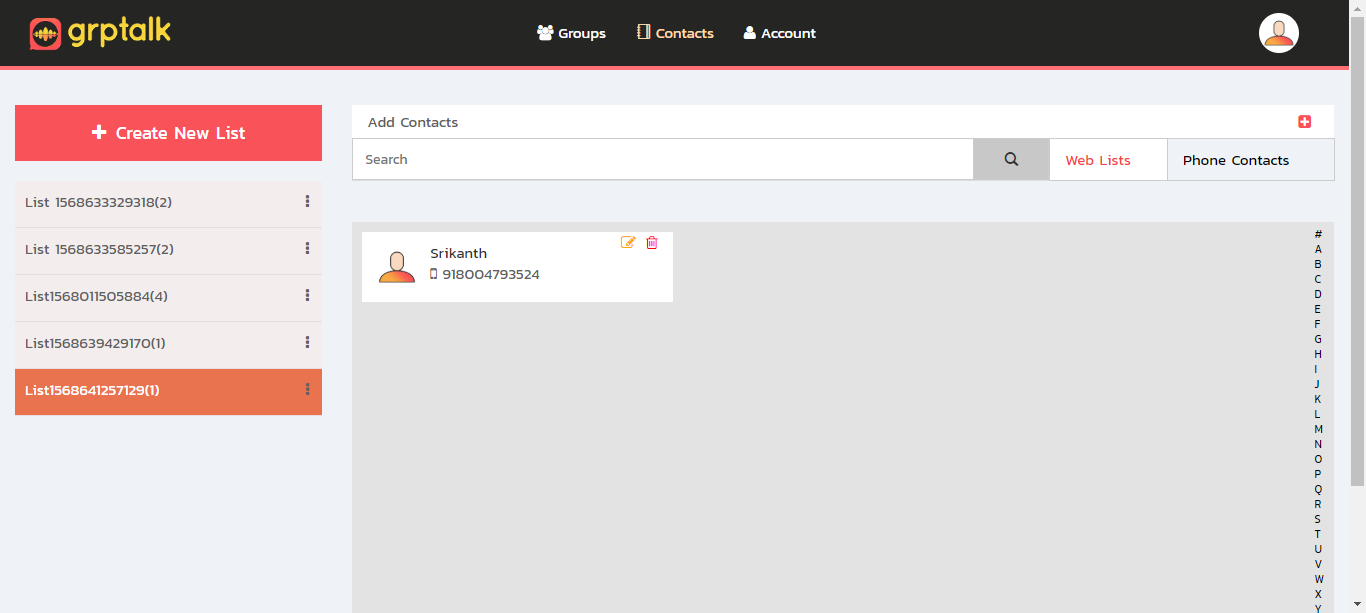 grptalk
Groups
Contacts
Account
Create New List
List 1568633329318(2)
List 1568633585257(2)
List1568011505884(4)
List1568639429170(1)
List1568641257129(1)
Add Contacts
Search
Web Lists
Phone Contacts
Srikanth
918004793524
#
A
B
C
D
E
F
G
H
I
J
K
L
M
N
O
P
Q
R
S
T
U
V
W
X
Y